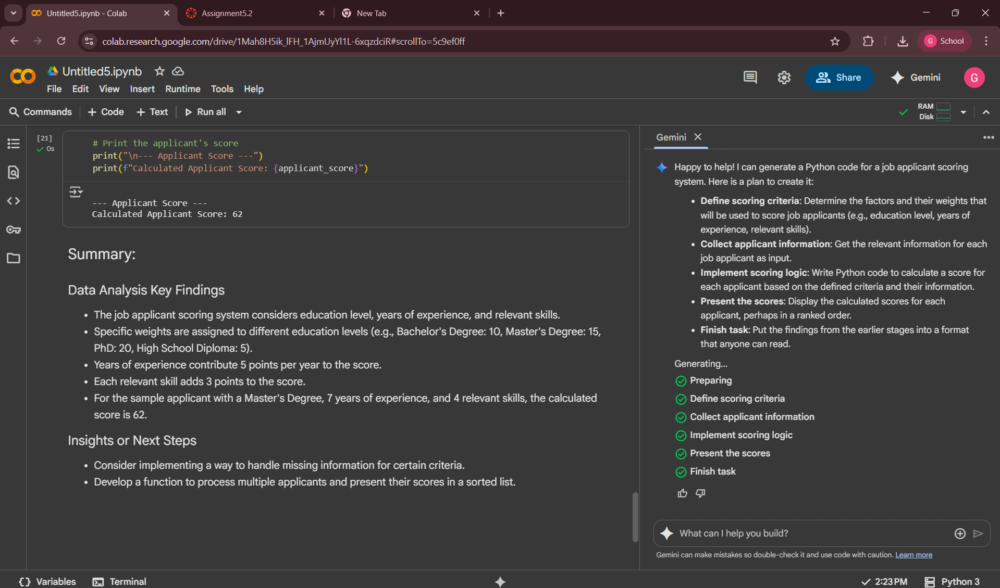 Untitled5.ipynb - Colab
Assignment5.2
New Tab
colab.research.google.com/drive/1Mah8H5ik_lFH_1AjmUyYl1L-6xqzdciR#scrollTo=5c9ef0ff
G School
Untitled5.ipynb
File Edit View Insert Runtime Tools Help
Share
Gemini
G
Commands + Code + Text Run all
RAM
Disk
[21]
0s
# Print the applicant's score
print("\n--- Applicant Score ---")
print(f"Calculated Applicant Score: {applicant_score}")
--- Applicant Score ---
Calculated Applicant Score: 62
Summary:
Data Analysis Key Findings
• The job applicant scoring system considers education level, years of experience, and relevant skills.
• Specific weights are assigned to different education levels (e.g., Bachelor's Degree: 10, Master's Degree: 15,
PhD: 20, High School Diploma: 5).
• Years of experience contribute 5 points per year to the score.
• Each relevant skill adds 3 points to the score.
• For the sample applicant with a Master's Degree, 7 years of experience, and 4 relevant skills, the calculated
score is 62.
Insights or Next Steps
• Consider implementing a way to handle missing information for certain criteria.
• Develop a function to process multiple applicants and present their scores in a sorted list.
Gemini
Happy to help! I can generate a Python code for a job applicant scoring
system. Here is a plan to create it:
• Define scoring criteria: Determine the factors and their weights that
will be used to score job applicants (e.g., education level, years of
experience, relevant skills).
• Collect applicant information: Get the relevant information for each
job applicant as input.
• Implement scoring logic: Write Python code to calculate a score for
each applicant based on the defined criteria and their information.
• Present the scores: Display the calculated scores for each
applicant, perhaps in a ranked order.
• Finish task: Put the findings from the earlier stages into a format
that anyone can read.
Generating...
Preparing
Define scoring criteria
Collect applicant information
Implement scoring logic
Present the scores
Finish task
What can I help you build?
Gemini can make mistakes so double-check it and use code with caution. Learn more
{} Variables
Terminal
2:23 PM
Python 3